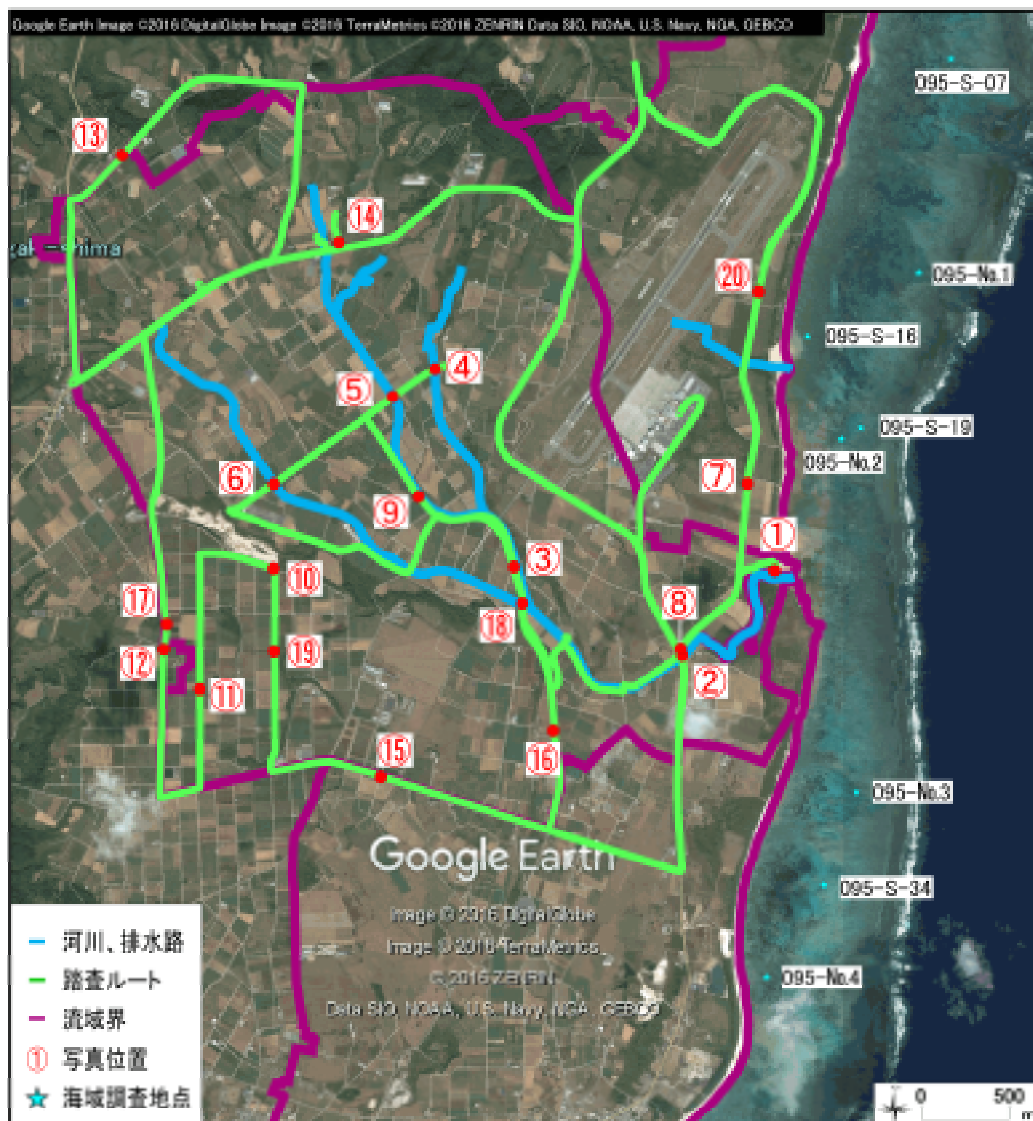 Google Earth Image ©2016 DigitalGlobe Image ©2016 TerraMetrics ©2016 ZENRIN Data SIO, NOAA, U.S. Navy, NGA, GEBCO
095-S-07
⑬
⑭
095-No.1
⑳
095-S-16
④
⑤
095-S-19
095-No.2
⑥
⑦
⑨
①
③
⑩
⑰
⑱
⑧
⑫
⑲
②
⑪
⑯
⑮
095-No.3
Google Earth
095-S-34
Image © 2016 DigitalGlobe
Image © 2016 TerraMetrics
© 2016 ZENRIN
Data SIO, NOAA, U.S. Navy, NGA, GEBCO
095-No.4
河川、排水路
踏査ルート
流域界
① 写真位置
海域調査地点
0 500
m